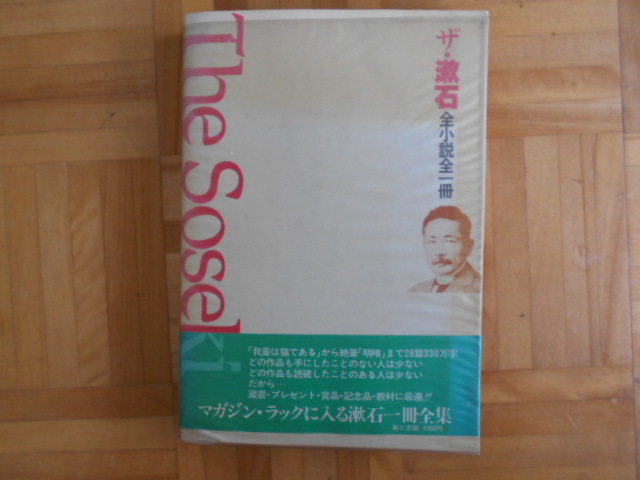 The Soseki
ザ・漱石
全小説全一冊
「我輩は猫である」から絶筆「明暗」まで28篇330万字
どの作品も手にしたことのない人は少ない
どの作品も読破したことのある人は少ない
だから…
蔵書・プレゼント・賞品・記念品・教材に最適!!
マガジン・ラックに入る漱石一冊全集
第三書館